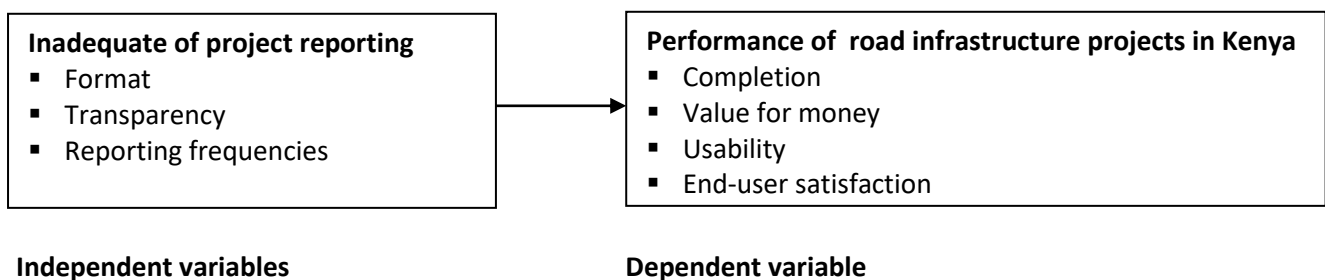 Inadequate of project reporting
▪ Format
▪ Transparency
▪ Reporting frequencies
Performance of road infrastructure projects in Kenya
▪ Completion
▪ Value for money
▪ Usability
▪ End-user satisfaction
Independent variables
Dependent variable